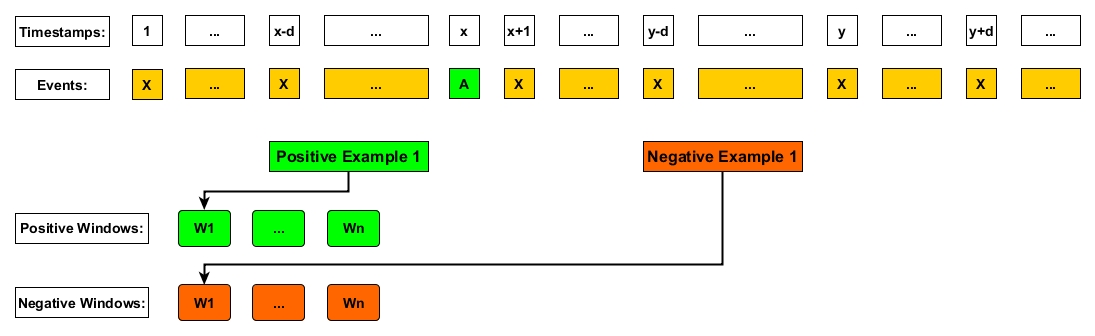 Timestamps: 1 ... x-d ... x x+1 ... y-d ... y ... y+d ...
Events: X ... X ... A X ... X ... X ... X ...
Positive Example 1 Negative Example 1
Positive Windows: W1 ... Wn
Negative Windows: W1 ... Wn